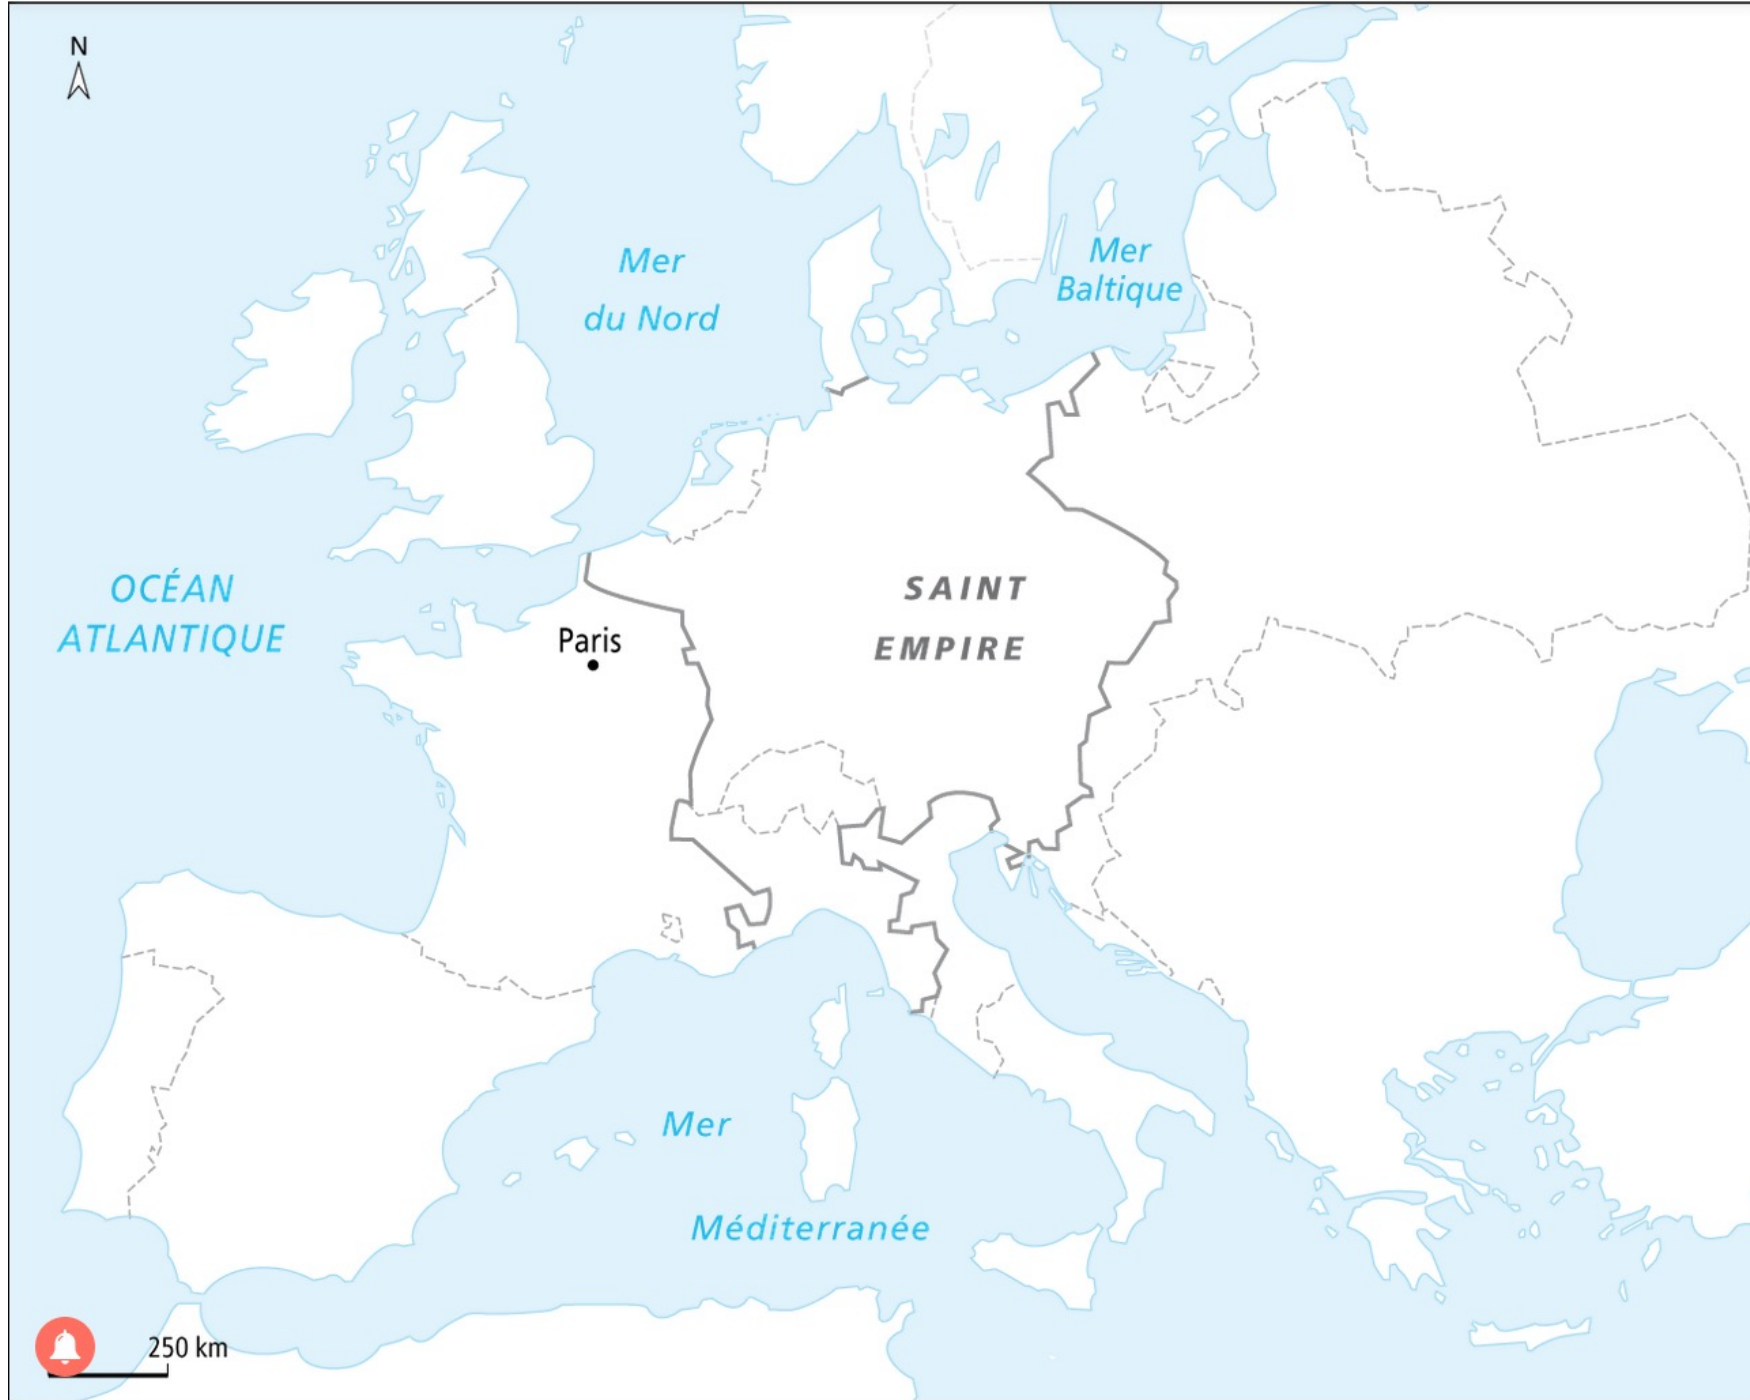 N
Mer
du Nord
Mer
Baltique
OCÉAN
ATLANTIQUE
SAINT
EMPIRE
Paris
Mer
Méditerranée
250 km